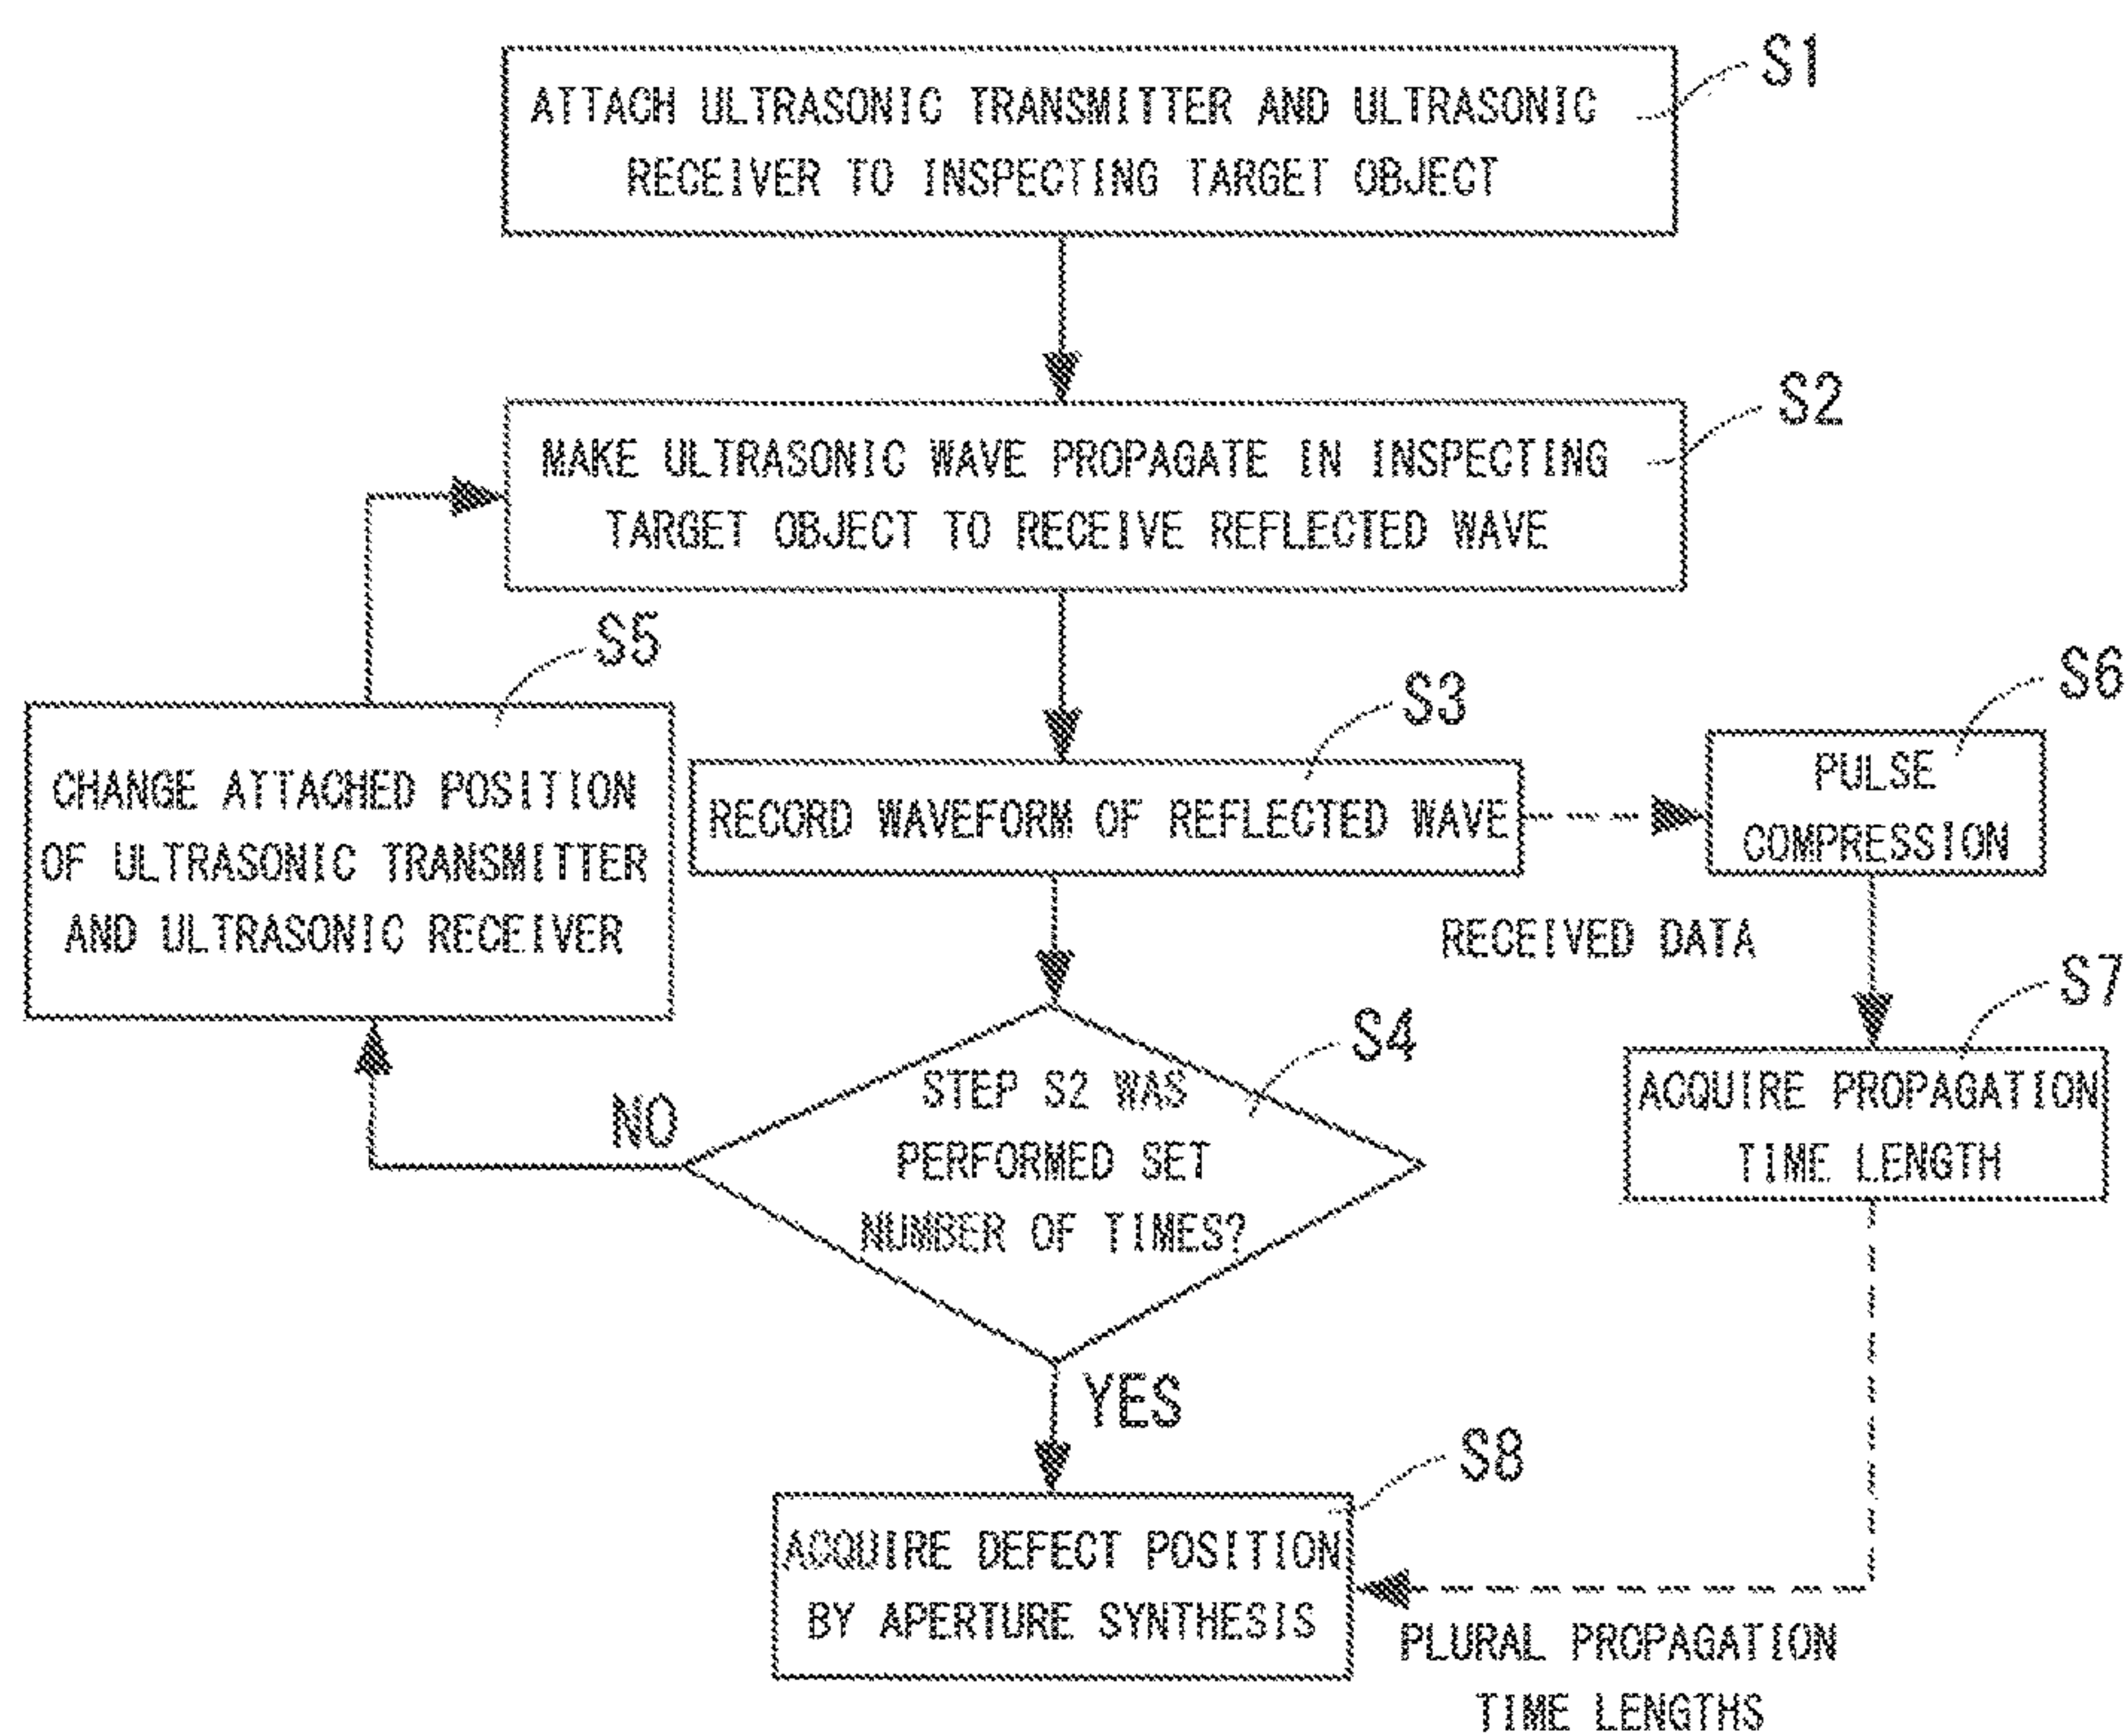 S1
ATTACH ULTRASONIC TRANSMITTER AND ULTRASONIC
RECEIVER TO INSPECTING TARGET OBJECT
S2
MAKE ULTRASONIC WAVE PROPAGATE IN INSPECTING
TARGET OBJECT TO RECEIVE REFLECTED WAVE
S5
CHANGE ATTACHED POSITION
OF ULTRASONIC TRANSMITTER
AND ULTRASONIC RECEIVER
S3
RECORD WAVEFORM OF REFLECTED WAVE
S6
PULSE
COMPRESSION
RECEIVED DATA
S7
ACQUIRE PROPAGATION
TIME LENGTH
S4
STEP S2 WAS
PERFORMED SET
NUMBER OF TIMES?
NO
YES
S8
ACQUIRE DEFECT POSITION
BY APERTURE SYNTHESIS
PLURAL PROPAGATION
TIME LENGTHS